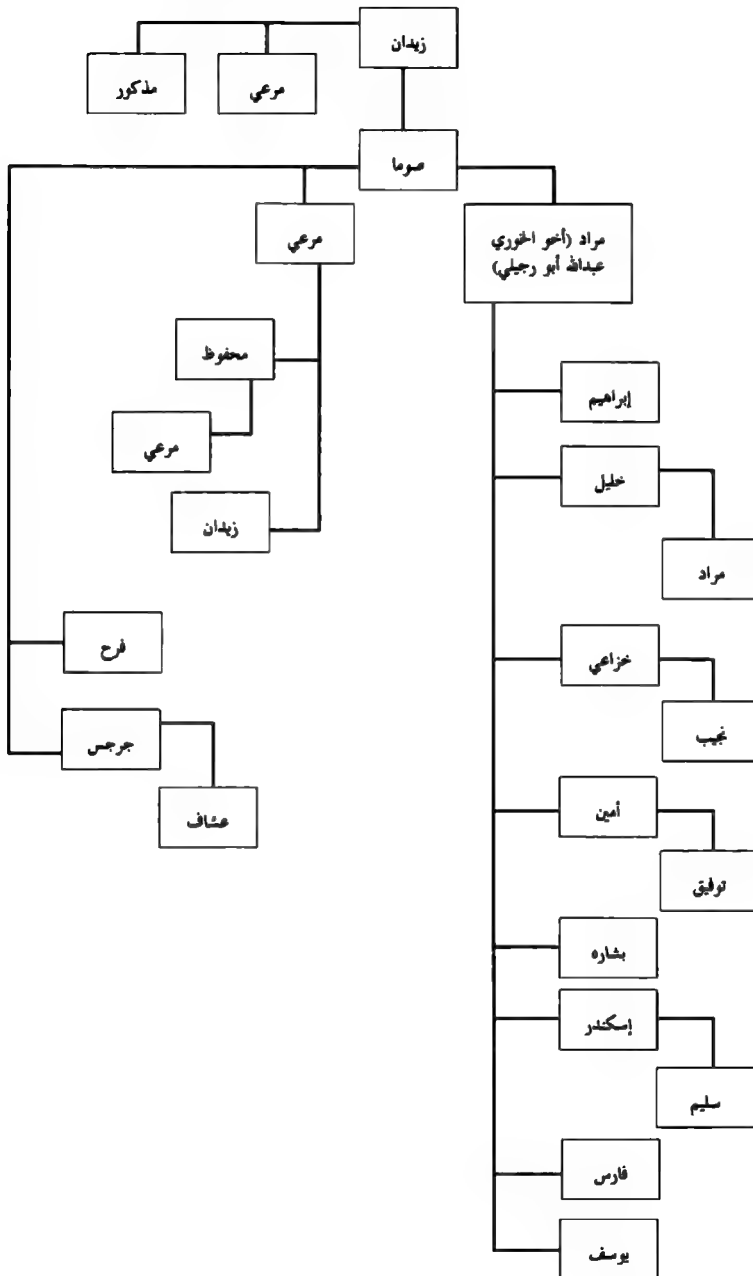 زيدان
مرعي
مذكور
صوما
مراد (أخو الخوري
عبدالله أبو رجيلي)
مرعي
محفوظ
مرعي
زيدان
إبراهيم
خليل
مراد
خزاعي
نجيب
فرح
جرجس
عشاف
أمين
توفيق
بشاره
إسكندر
سليم
فارس
يوسف